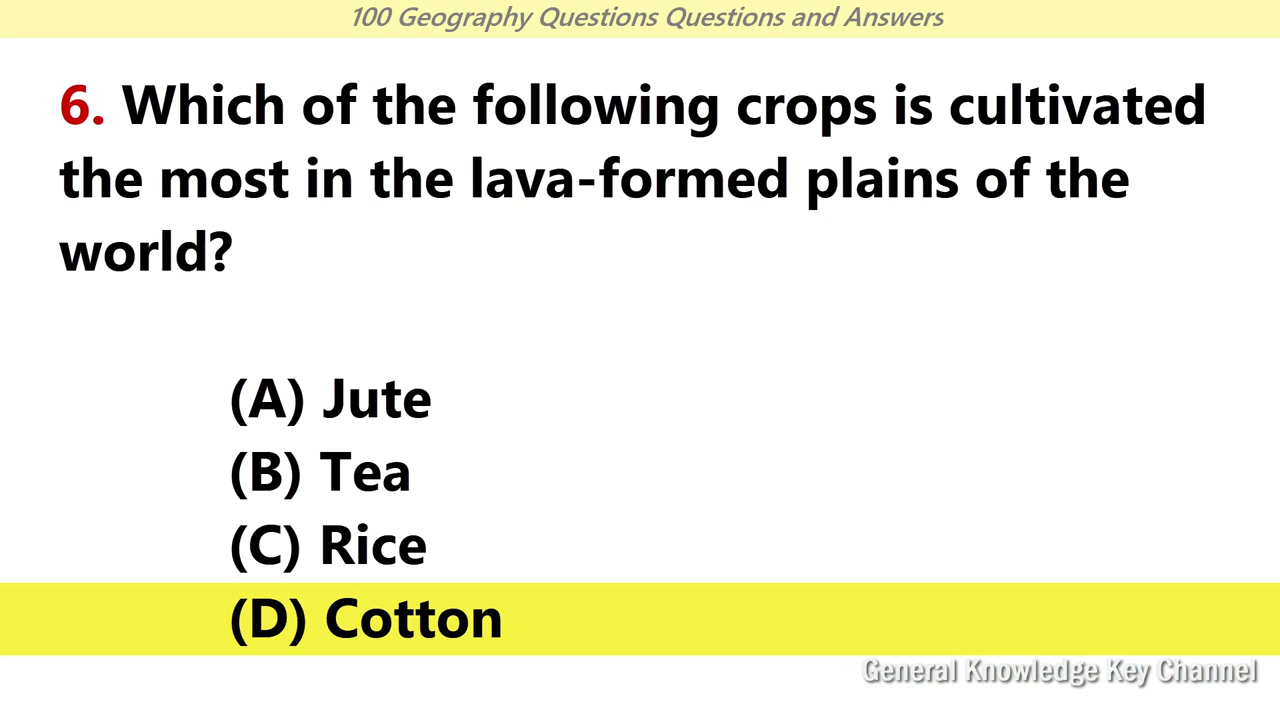 100 Geography Questions Questions and Answers
6. Which of the following crops is cultivated
the most in the lava-formed plains of the
world?
(A) Jute
(B) Tea
(C) Rice
(D) Cotton
General Knowledge Key Channel